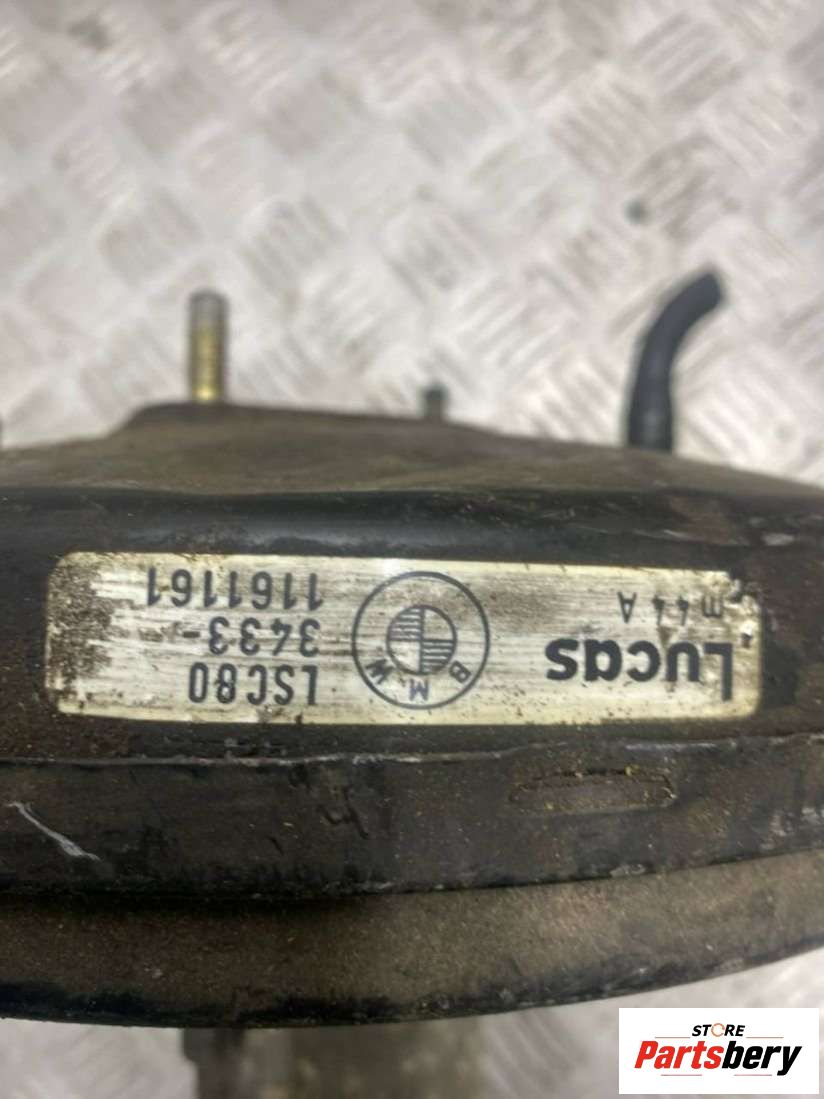 Lucas
m44A
BMW
LSC80
3433-
1161161
STORE
Partsbery